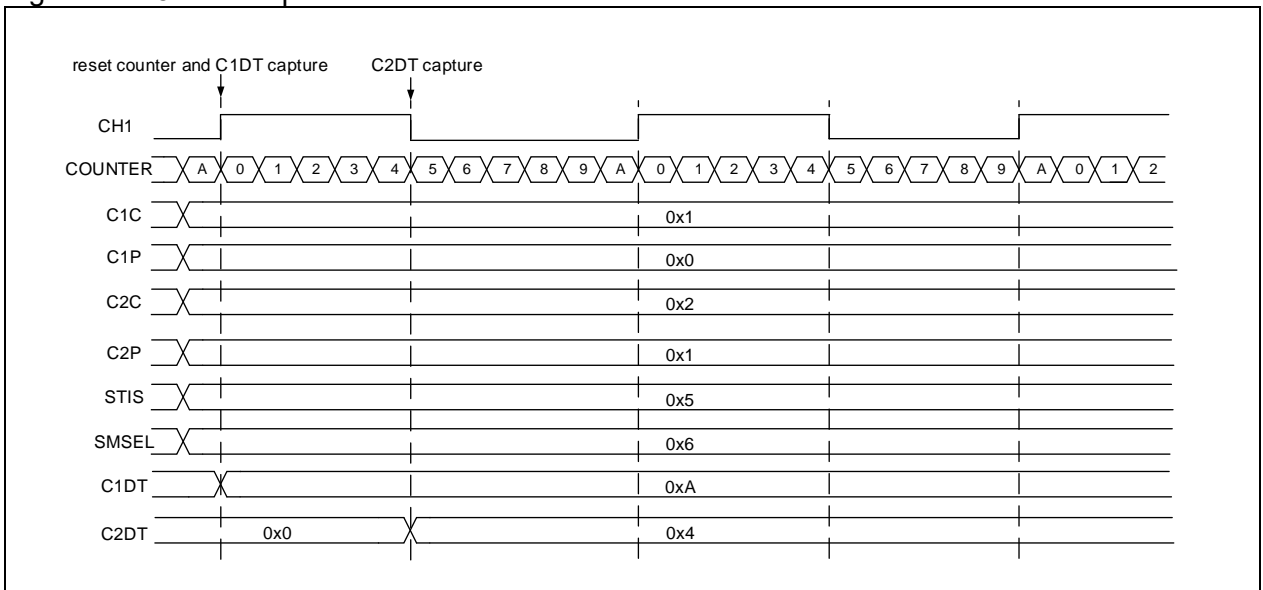 reset counter and C1DT capture C2DT capture
CH1
COUNTER A 0 1 2 3 4 5 6 7 8 9 A 0 1 2 3 4 5 6 7 8 9 A 0 1 2
C1C 0x1
C1P 0x0
C2C 0x2
C2P 0x1
STIS 0x5
SMSEL 0x6
C1DT 0xA
C2DT 0x0 0x4